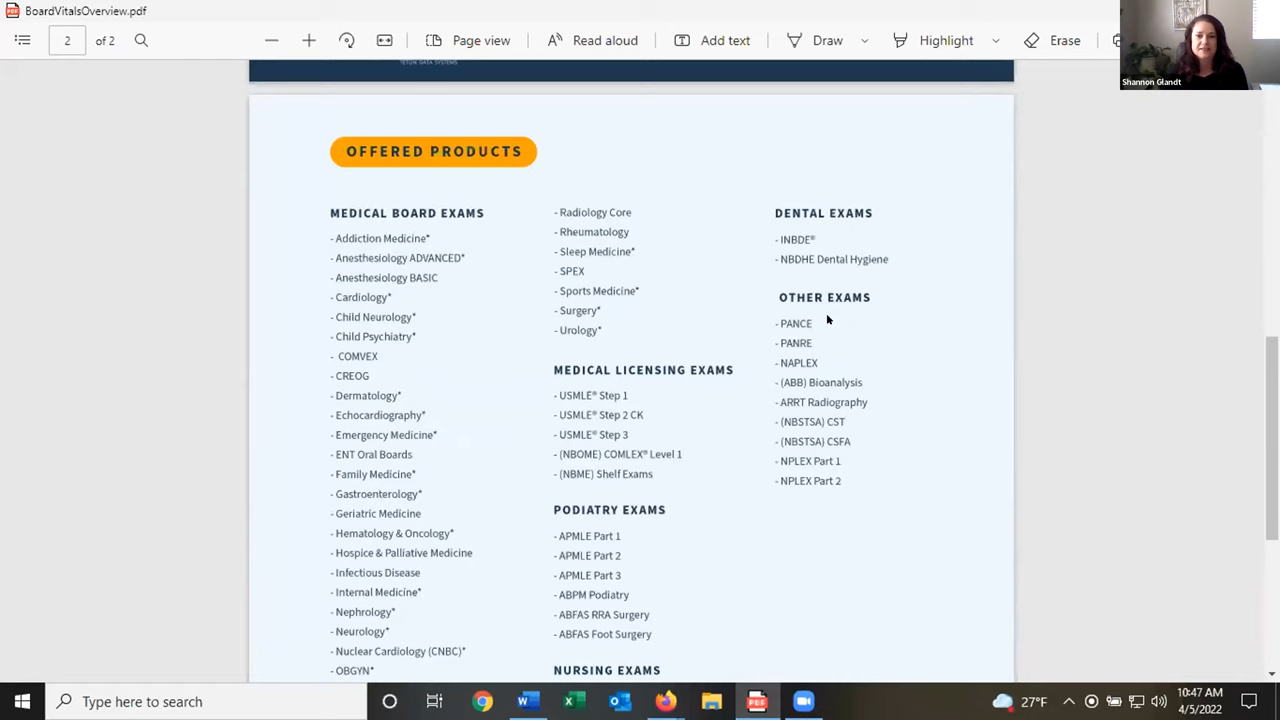 BoardVitalsOverview.pdf
2 of 2
Page view
Read aloud
Add text
Draw
Highlight
Erase
Shannon Glandt
TETON DATA SYSTEMS
OFFERED PRODUCTS
MEDICAL BOARD EXAMS
- Addiction Medicine*
- Anesthesiology ADVANCED*
- Anesthesiology BASIC
- Cardiology*
- Child Neurology*
- Child Psychiatry*
- COMVEX
- CREOG
- Dermatology*
- Echocardiography*
- Emergency Medicine*
- ENT Oral Boards
- Family Medicine*
- Gastroenterology*
- Geriatric Medicine
- Hematology & Oncology*
- Hospice & Palliative Medicine
- Infectious Disease
- Internal Medicine*
- Nephrology*
- Neurology*
- Nuclear Cardiology (CNBC)*
- OBGYN*
- Radiology Core
- Rheumatology
- Sleep Medicine*
- SPEX
- Sports Medicine*
- Surgery*
- Urology*
MEDICAL LICENSING EXAMS
- USMLE® Step 1
- USMLE® Step 2 CK
- USMLE® Step 3
- (NBOME) COMLEX® Level 1
- (NBME) Shelf Exams
PODIATRY EXAMS
- APMLE Part 1
- APMLE Part 2
- APMLE Part 3
- ABPM Podiatry
- ABFAS RRA Surgery
- ABFAS Foot Surgery
NURSING EXAMS
DENTAL EXAMS
- INBDE®
- NBDHE Dental Hygiene
OTHER EXAMS
- PANCE
- PANRE
- NAPLEX
- (ABB) Bioanalysis
- ARRT Radiography
- (NBSTSA) CST
- (NBSTSA) CSFA
- NPLEX Part 1
- NPLEX Part 2
Type here to search
27°F
10:47 AM
4/5/2022